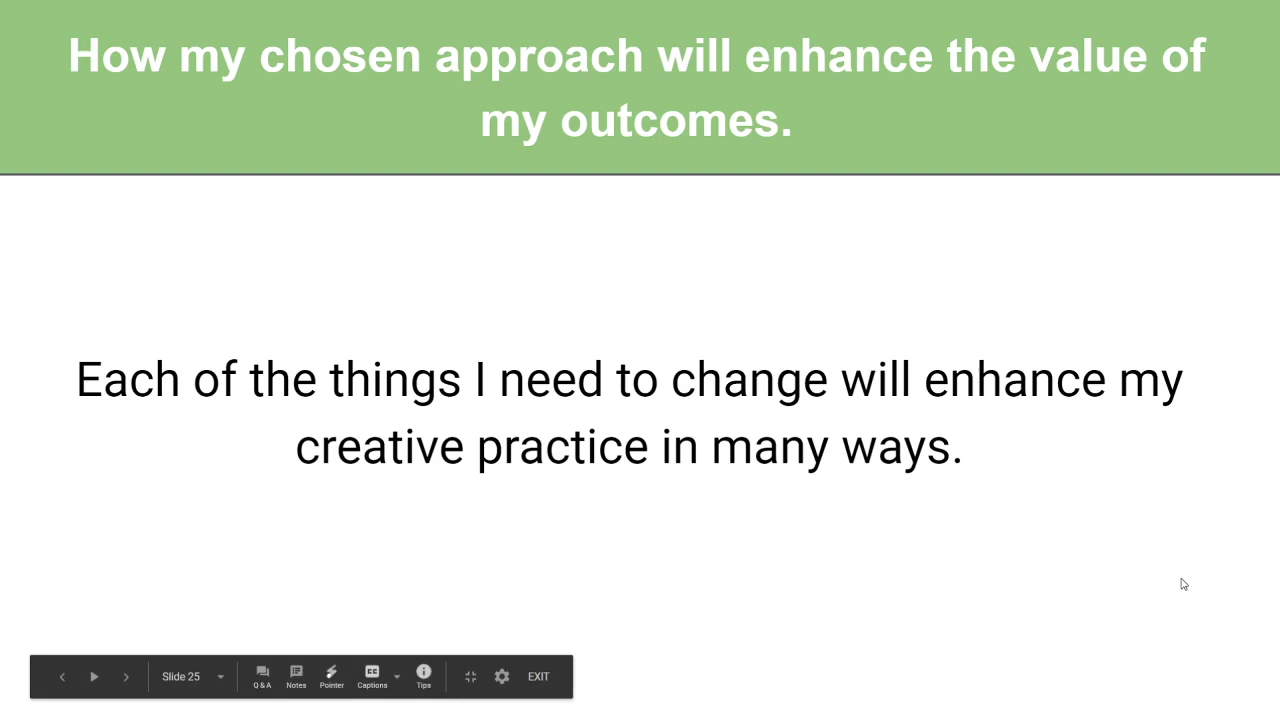 How my chosen approach will enhance the value of
my outcomes.
Each of the things I need to change will enhance my
creative practice in many ways.
Slide 25
Q & A
Notes
Pointer
CC
Captions
Tips
EXIT